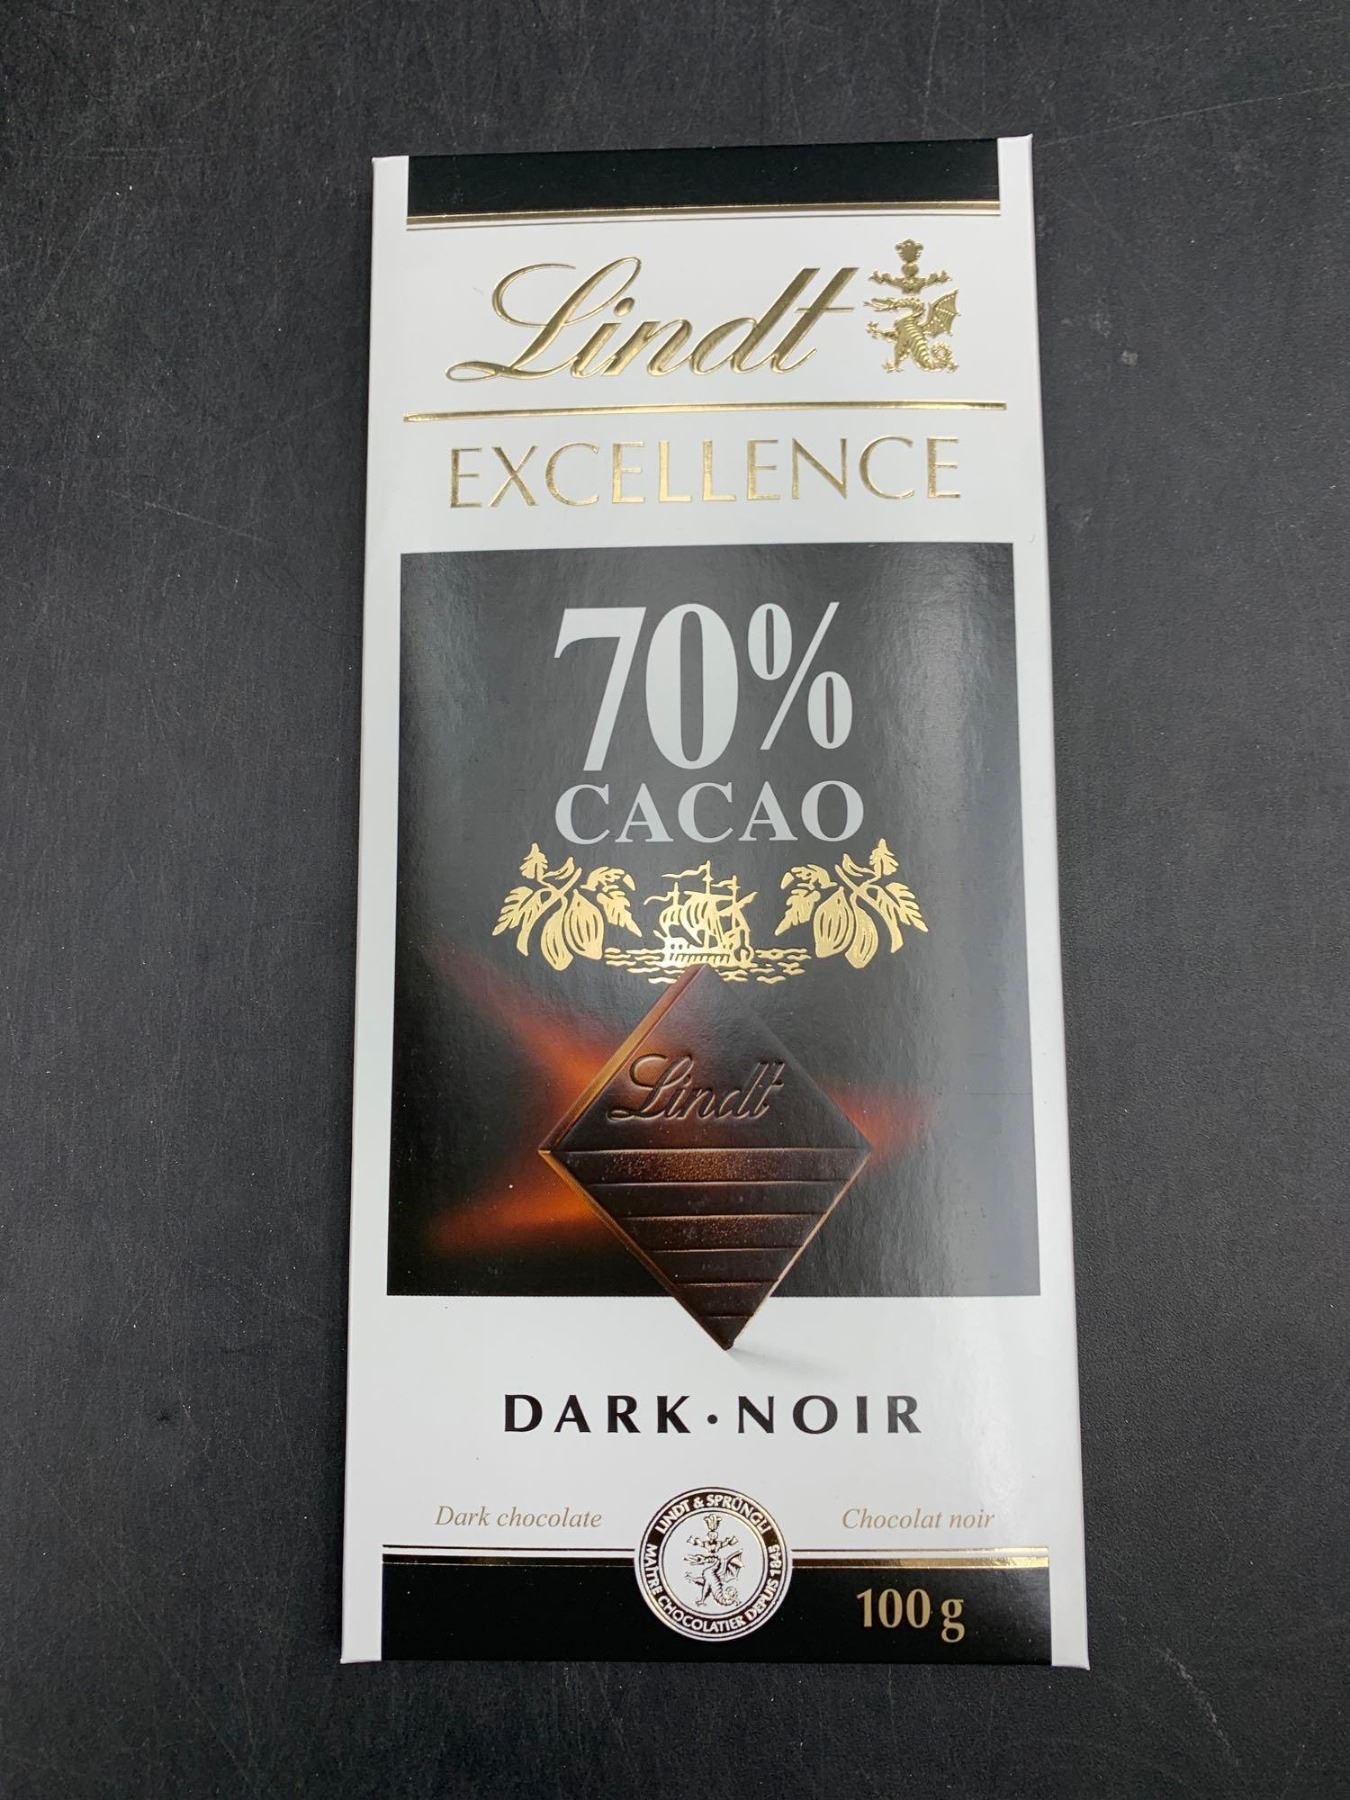 Lindt
EXCELLENCE
70%
CACAO
Lindt
DARK·NOIR
Dark chocolate
Chocolat noir
LINDT & SPRÜNGLI
MAÎTRE CHOCOLATIER DEPUIS 1845
100 g